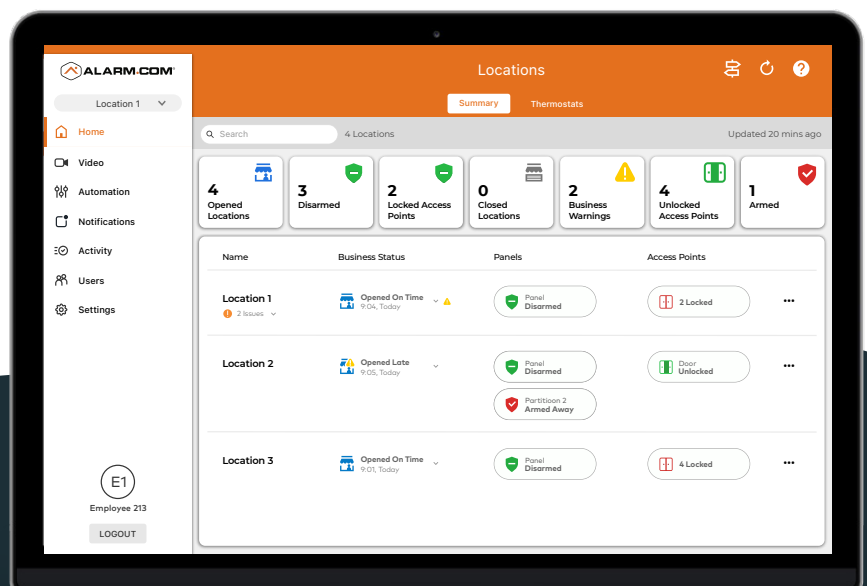 ALARM.COM
Location 1
Home
Video
Automation
Notifications
Activity
Users
Settings
E1
Employee 213
LOGOUT
Locations
Summary
Thermostats
Search
4 Locations
Updated 20 mins ago
4
Opened
Locations
3
Disarmed
2
Locked Access
Points
0
Closed
Locations
2
Business
Warnings
4
Unlocked
Access Points
1
Armed
Name Business Status Panels Access Points
Location 1
2 Issues
Opened On Time
9:04, Today
Panel
Disarmed
2 Locked
Location 2
Opened Late
9:05, Today
Panel
Disarmed
Partitioon 2
Armed Away
Door
Unlocked
Location 3
Opened On Time
9:01, Today
Panel
Disarmed
4 Locked